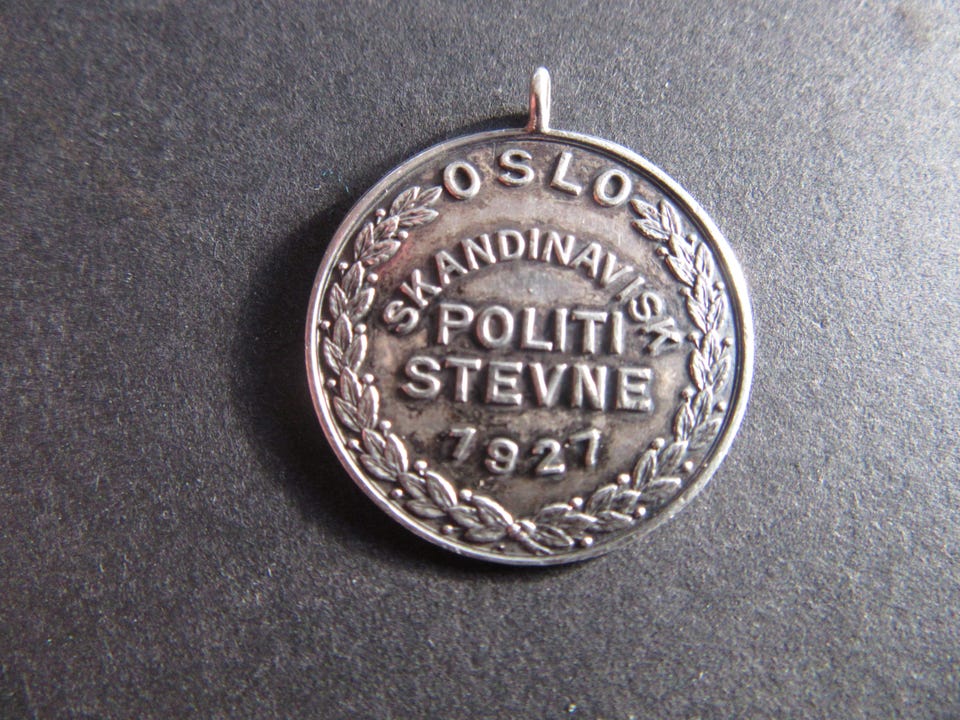 OSLO
SKANDINAVISK
POLITI
STEVNE
1927